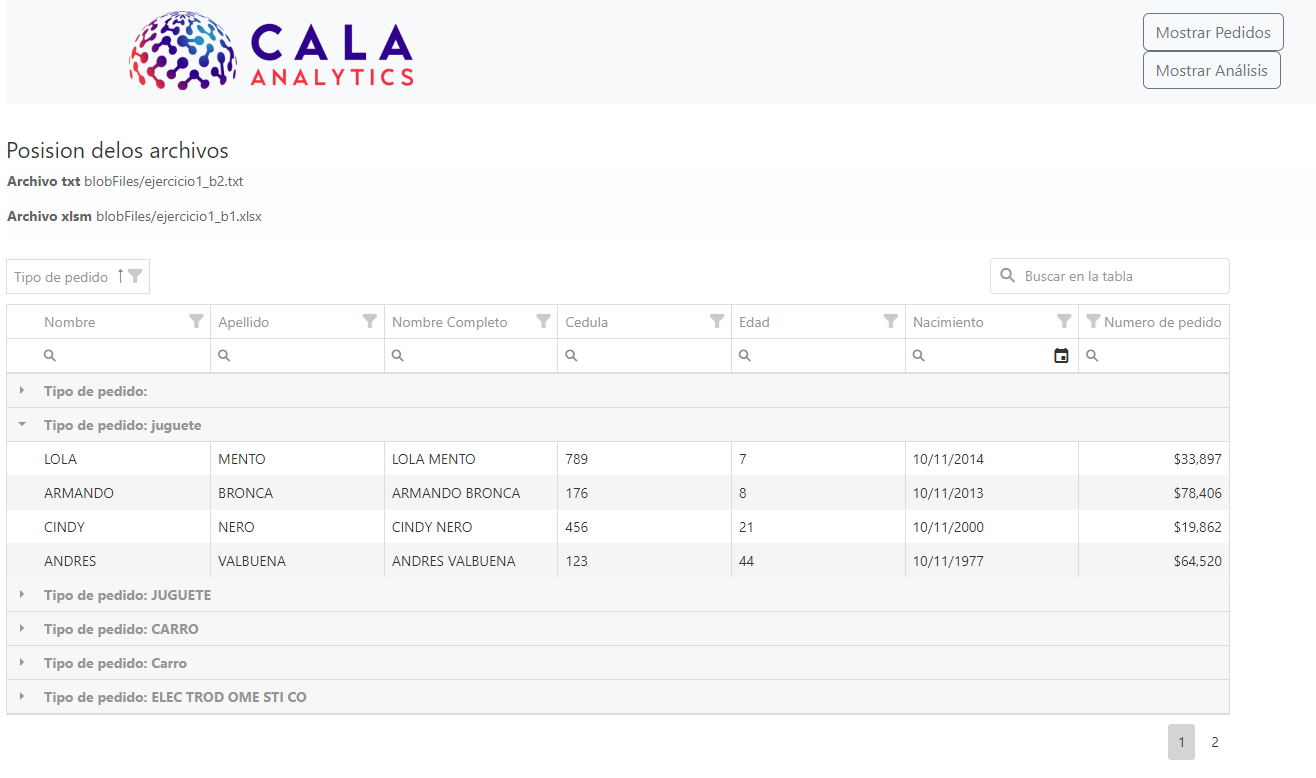 CALA
ANALYTICS
Mostrar Pedidos
Mostrar Análisis
Posision delos archivos
Archivo txt blobFiles/ejercicio1_b2.txt
Archivo xlsm blobFiles/ejercicio1_b1.xlsx
Tipo de pedido ↑ Buscar en la tabla
Nombre Apellido Nombre Completo Cedula Edad Nacimiento Numero de pedido
Tipo de pedido:
Tipo de pedido: juguete
LOLA MENTO LOLA MENTO 789 7 10/11/2014 $33,897
ARMANDO BRONCA ARMANDO BRONCA 176 8 10/11/2013 $78,406
CINDY NERO CINDY NERO 456 21 10/11/2000 $19,862
ANDRES VALBUENA ANDRES VALBUENA 123 44 10/11/1977 $64,520
Tipo de pedido: JUGUETE
Tipo de pedido: CARRO
Tipo de pedido: Carro
Tipo de pedido: ELEC TROD OME STI CO
1 2